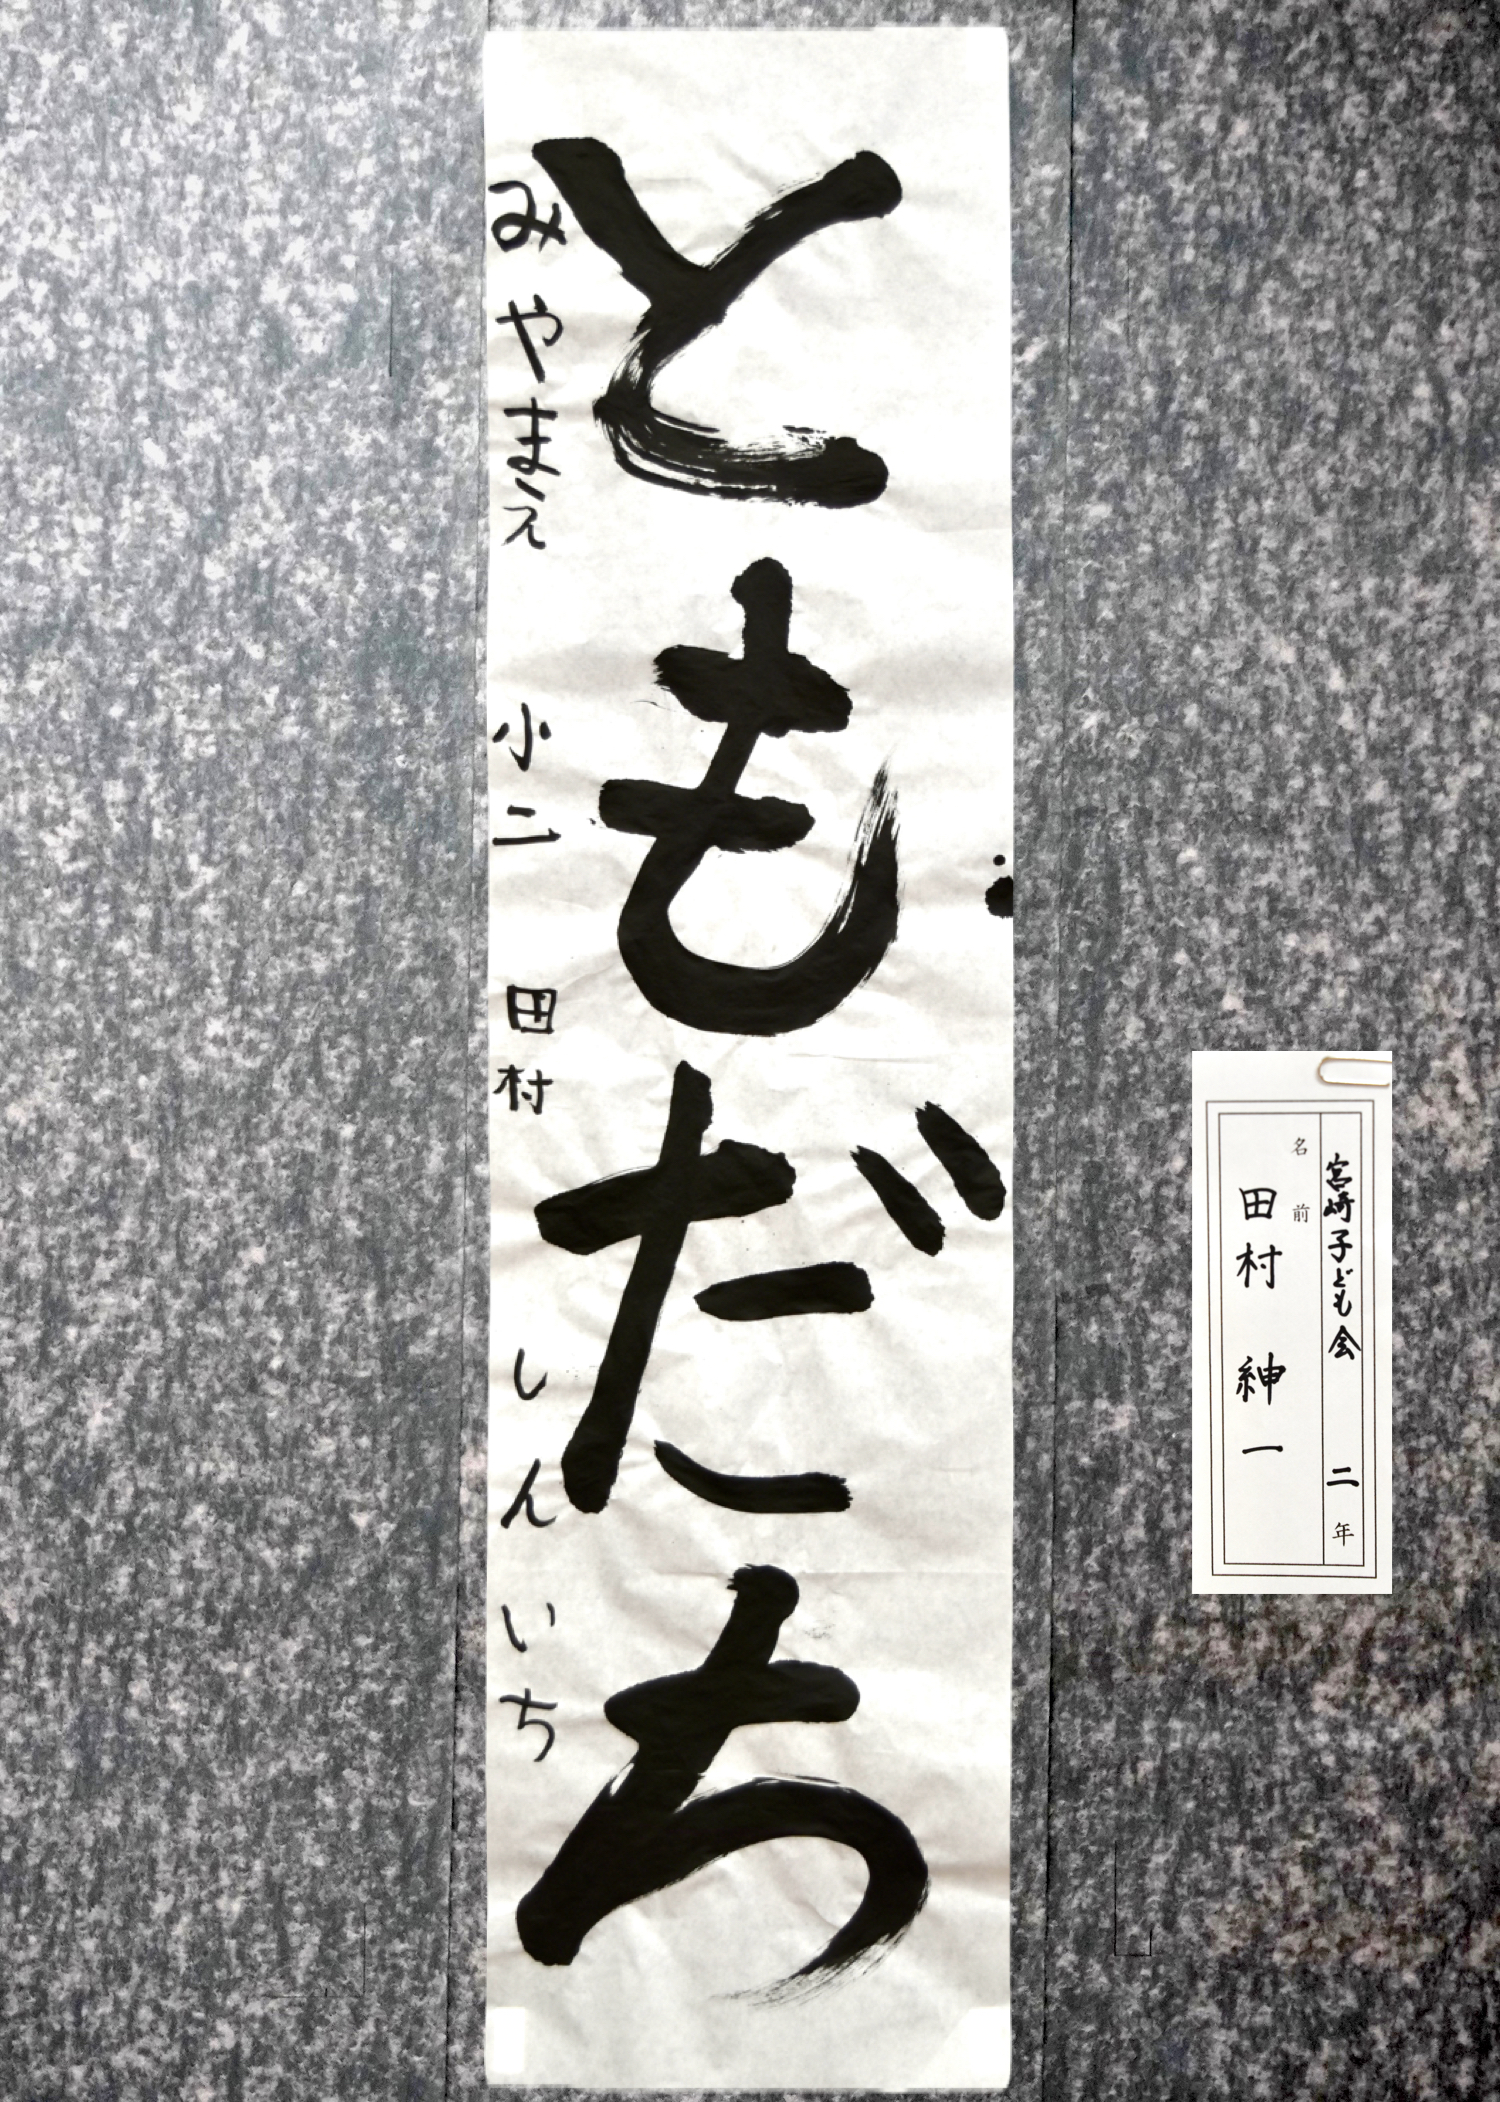 ともだち
みやまえ 小二 田村 しんいち
宮崎子ども会 二年
名前
田村 紳一